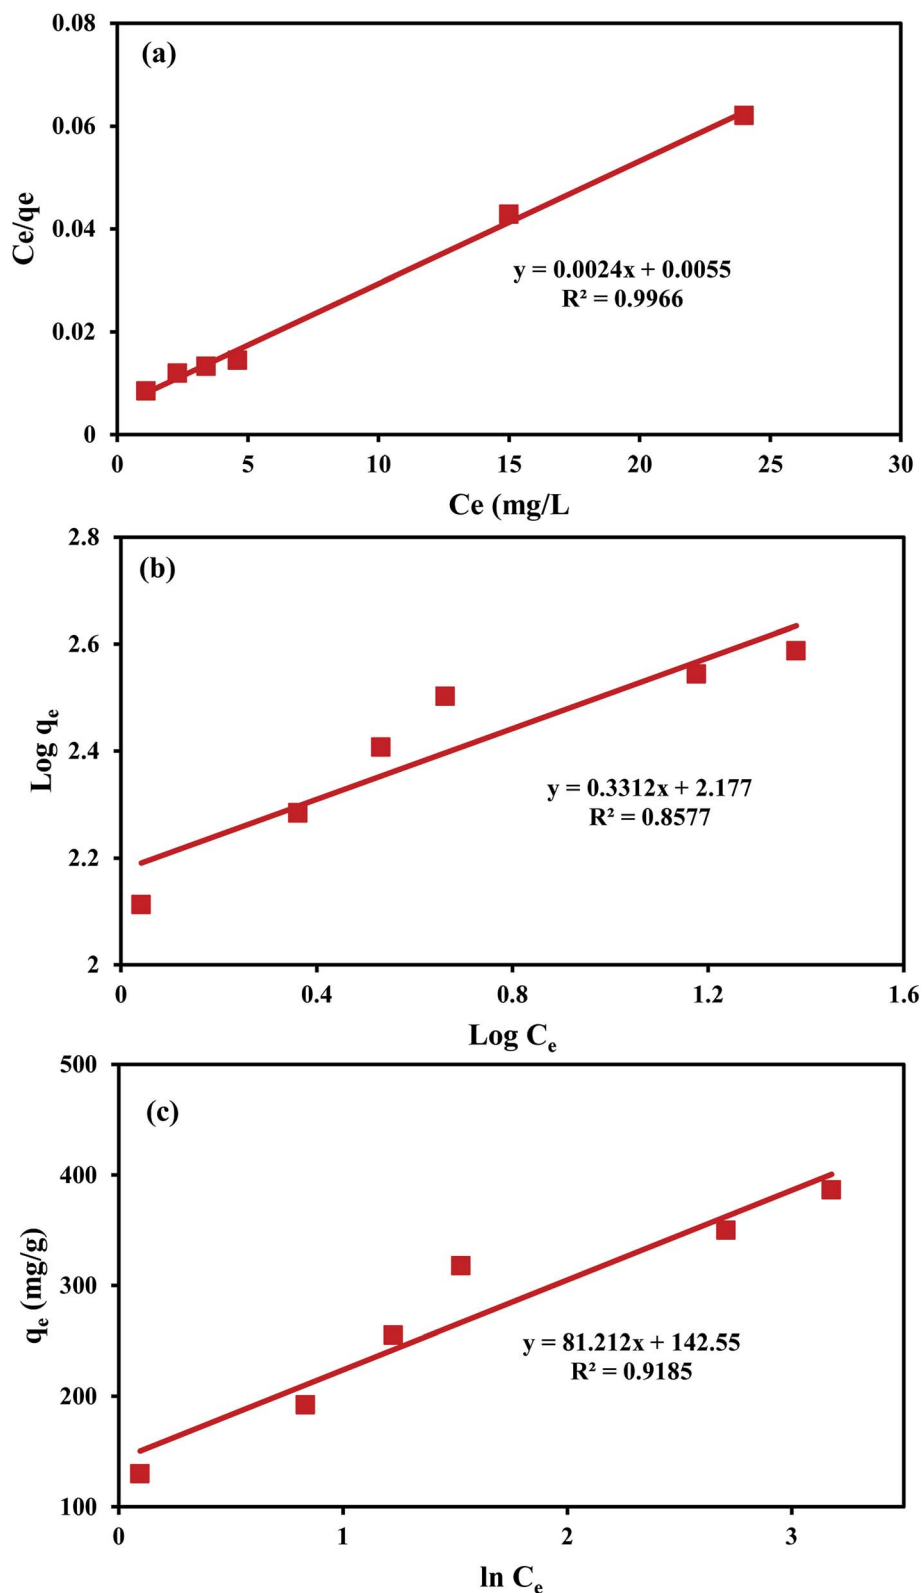 (a)
0.08
0.06
0.04
0.02
0
Ce/qe
y = 0.0024x + 0.0055
R² = 0.9966
0 5 10 15 20 25 30
Ce (mg/L
(b)
2.8
2.6
2.4
2.2
2
Log qₑ
y = 0.3312x + 2.177
R² = 0.8577
0 0.4 0.8 1.2 1.6
Log Cₑ
(c)
500
400
300
200
100
qₑ (mg/g)
y = 81.212x + 142.55
R² = 0.9185
0 1 2 3
ln Cₑ